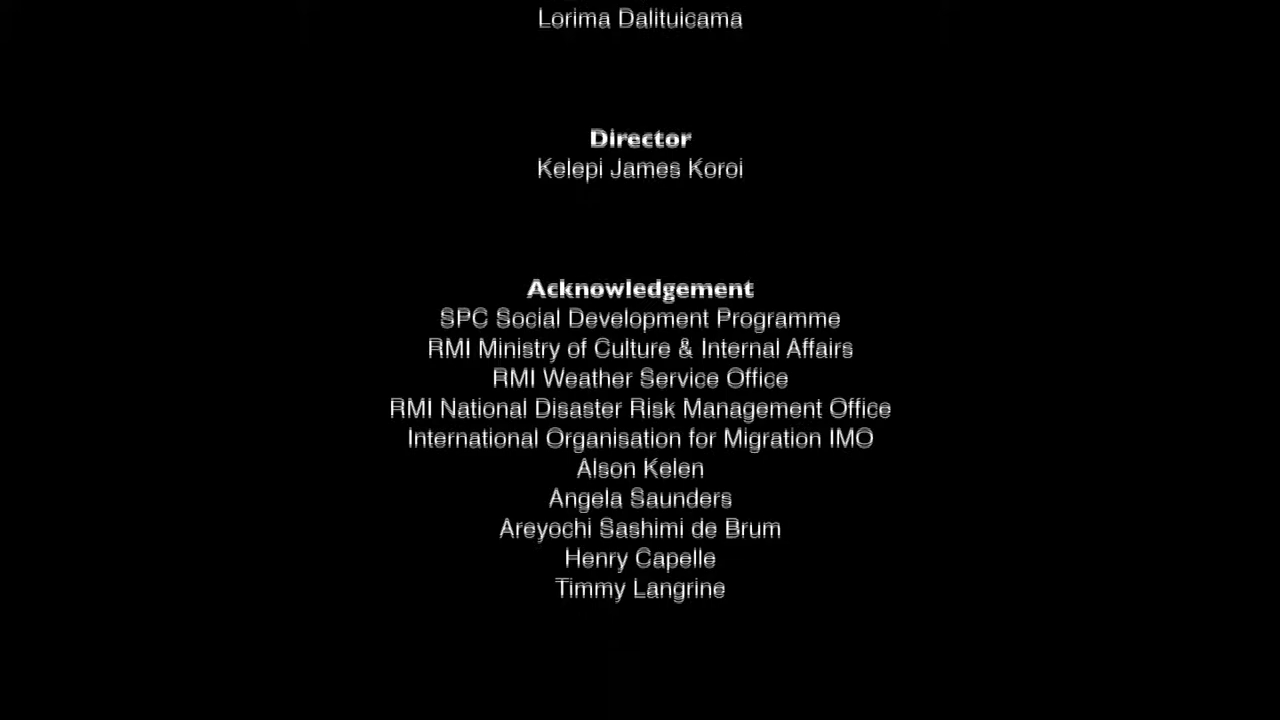 Lorima Dalituicama
Director
Kelepi James Koroi
Acknowledgement
SPC Social Development Programme
RMI Ministry of Culture & Internal Affairs
RMI Weather Service Office
RMI National Disaster Risk Management Office
International Organisation for Migration IMO
Alson Kelen
Angela Saunders
Areyochi Sashimi de Brum
Henry Capelle
Timmy Langrine